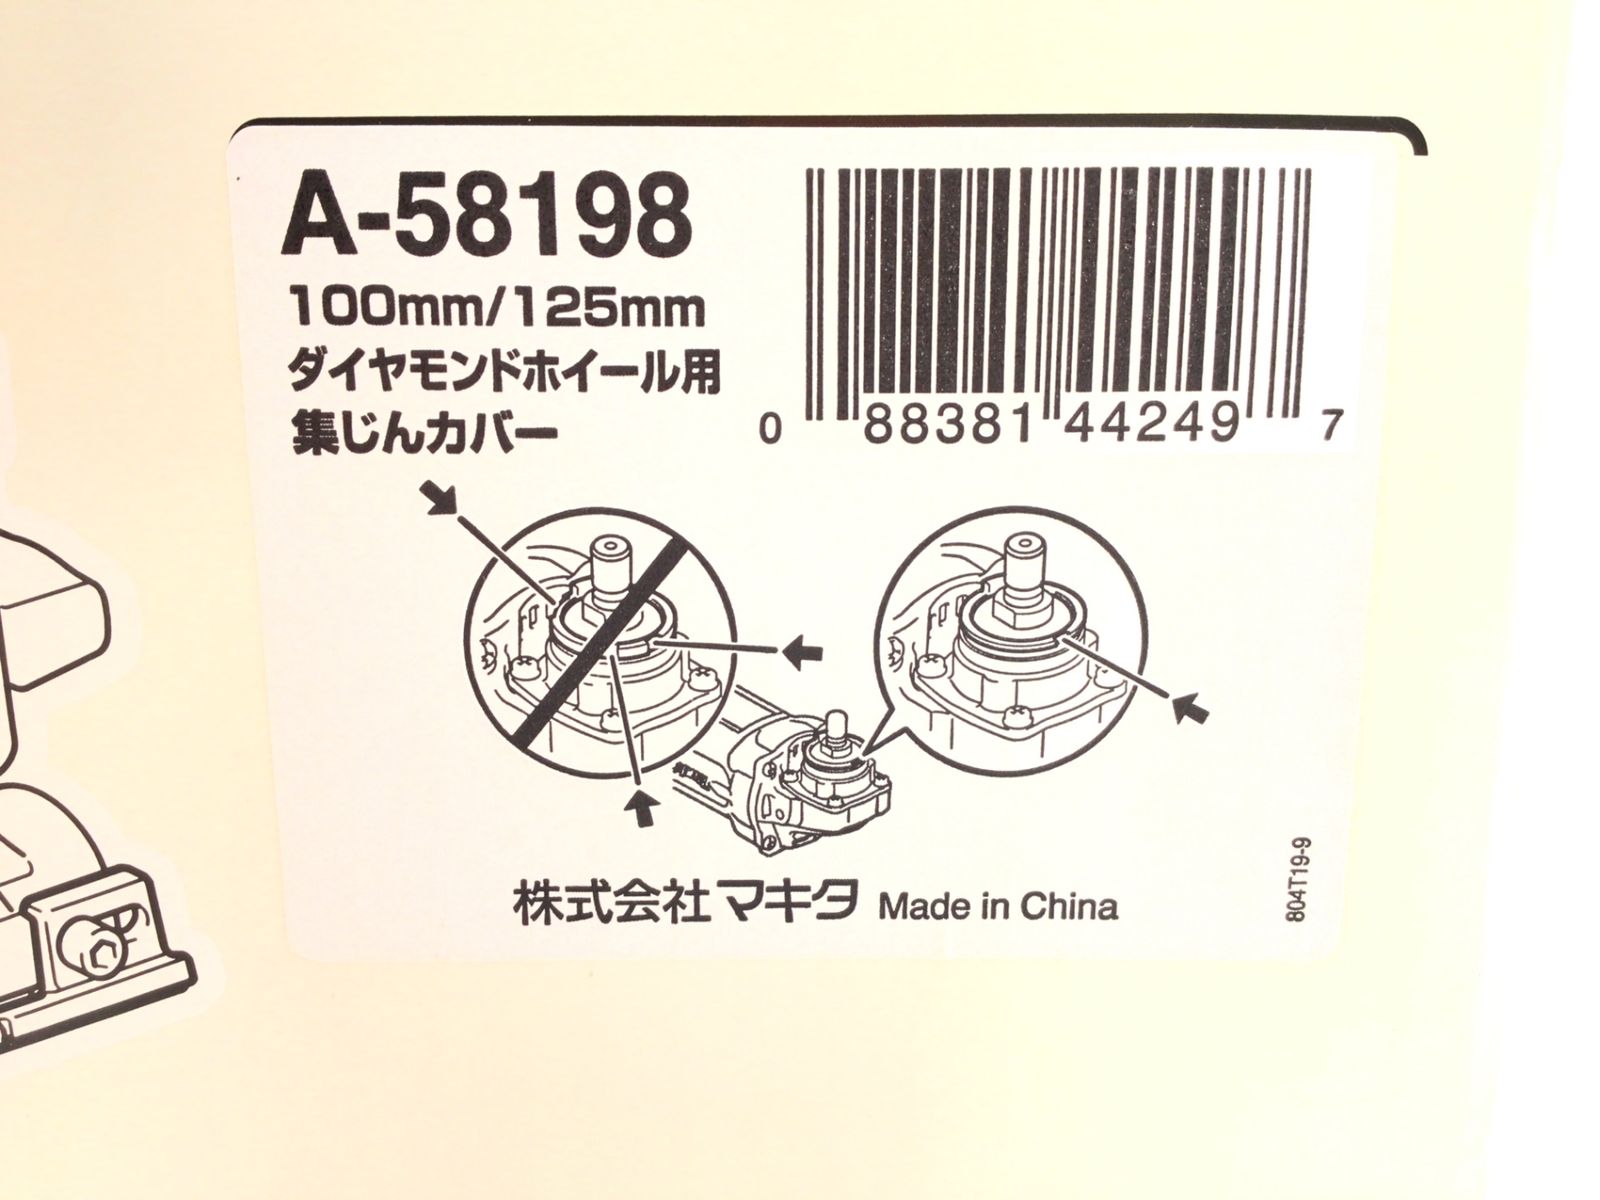 A-58198
100mm/125mm
ダイヤモンドホイール用
集じんカバー
0 88381 44249 7
株式会社マキタ Made in China
804T19-9